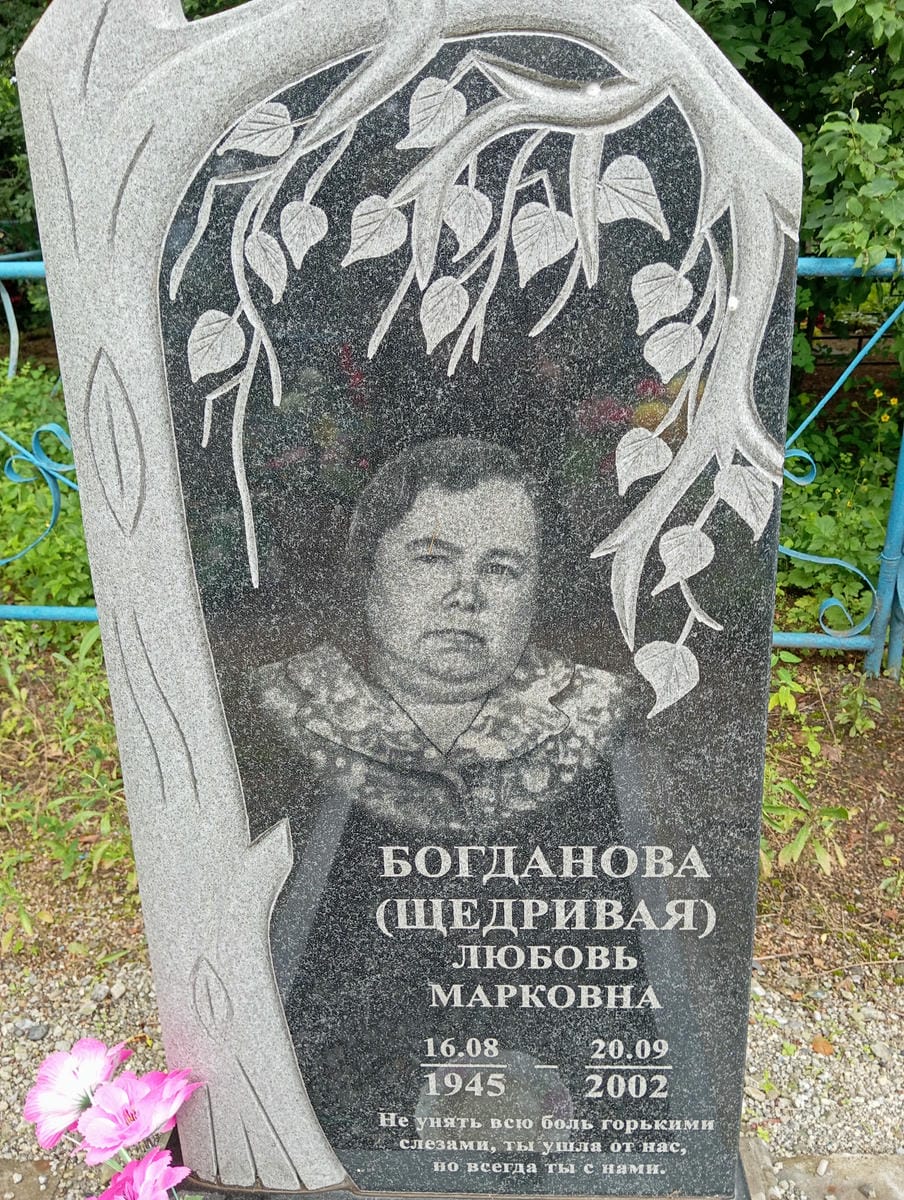 БОГДАНОВА
(ЩЕДРИВАЯ)
ЛЮБОВЬ
МАРКОВНА
16.08 – 20.09
1945 2002
Не унять всю боль горькими
слезами, ты ушла от нас,
но всегда ты с нами.